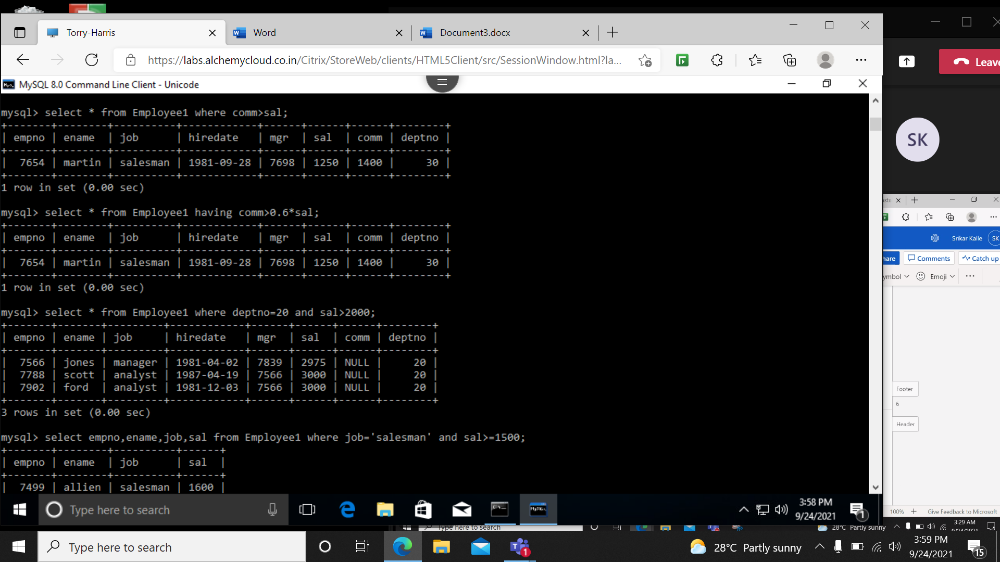 Torry-Harris
Word
Document3.docx
https://labs.alchemycloud.co.in/Citrix/StoreWeb/clients/HTML5Client/src/SessionWindow.html?la...
Leave
MySQL 8.0 Command Line Client - Unicode
mysql> select * from Employee1 where comm>sal;
+-------+--------+----------+------------+------+------+------+--------+
| empno | ename  | job      | hiredate   | mgr  | sal  | comm | deptno |
+-------+--------+----------+------------+------+------+------+--------+
|  7654 | martin | salesman | 1981-09-28 | 7698 | 1250 | 1400 |     30 |
+-------+--------+----------+------------+------+------+------+--------+
1 row in set (0.00 sec)
mysql> select * from Employee1 having comm>0.6*sal;
+-------+--------+----------+------------+------+------+------+--------+
| empno | ename  | job      | hiredate   | mgr  | sal  | comm | deptno |
+-------+--------+----------+------------+------+------+------+--------+
|  7654 | martin | salesman | 1981-09-28 | 7698 | 1250 | 1400 |     30 |
+-------+--------+----------+------------+------+------+------+--------+
1 row in set (0.00 sec)
mysql> select * from Employee1 where deptno=20 and sal>2000;
+-------+-------+---------+------------+------+------+------+--------+
| empno | ename | job     | hiredate   | mgr  | sal  | comm | deptno |
+-------+-------+---------+------------+------+------+------+--------+
|  7566 | jones | manager | 1981-04-02 | 7839 | 2975 | NULL |     20 |
|  7788 | scott | analyst | 1987-04-19 | 7566 | 3000 | NULL |     20 |
|  7902 | ford  | analyst | 1981-12-03 | 7566 | 3000 | NULL |     20 |
+-------+-------+---------+------------+------+------+------+--------+
3 rows in set (0.00 sec)
mysql> select empno,ename,job,sal from Employee1 where job='salesman' and sal>=1500;
+-------+--------+----------+------+
| empno | ename  | job      | sal  |
+-------+--------+----------+------+
|  7499 | allien | salesman | 1600 |
SK
Srikar Kalle
SK
hare
Comments
Catch up
ymbol
Emoji
Footer
6
Header
100%
Give Feedback to Microsoft
Type here to search
3:58 PM
9/24/2021
1
Type here to search
28°C Partly sunny
3:29 AM
Type here to search
1
28°C Partly sunny
3:59 PM
9/24/2021
15